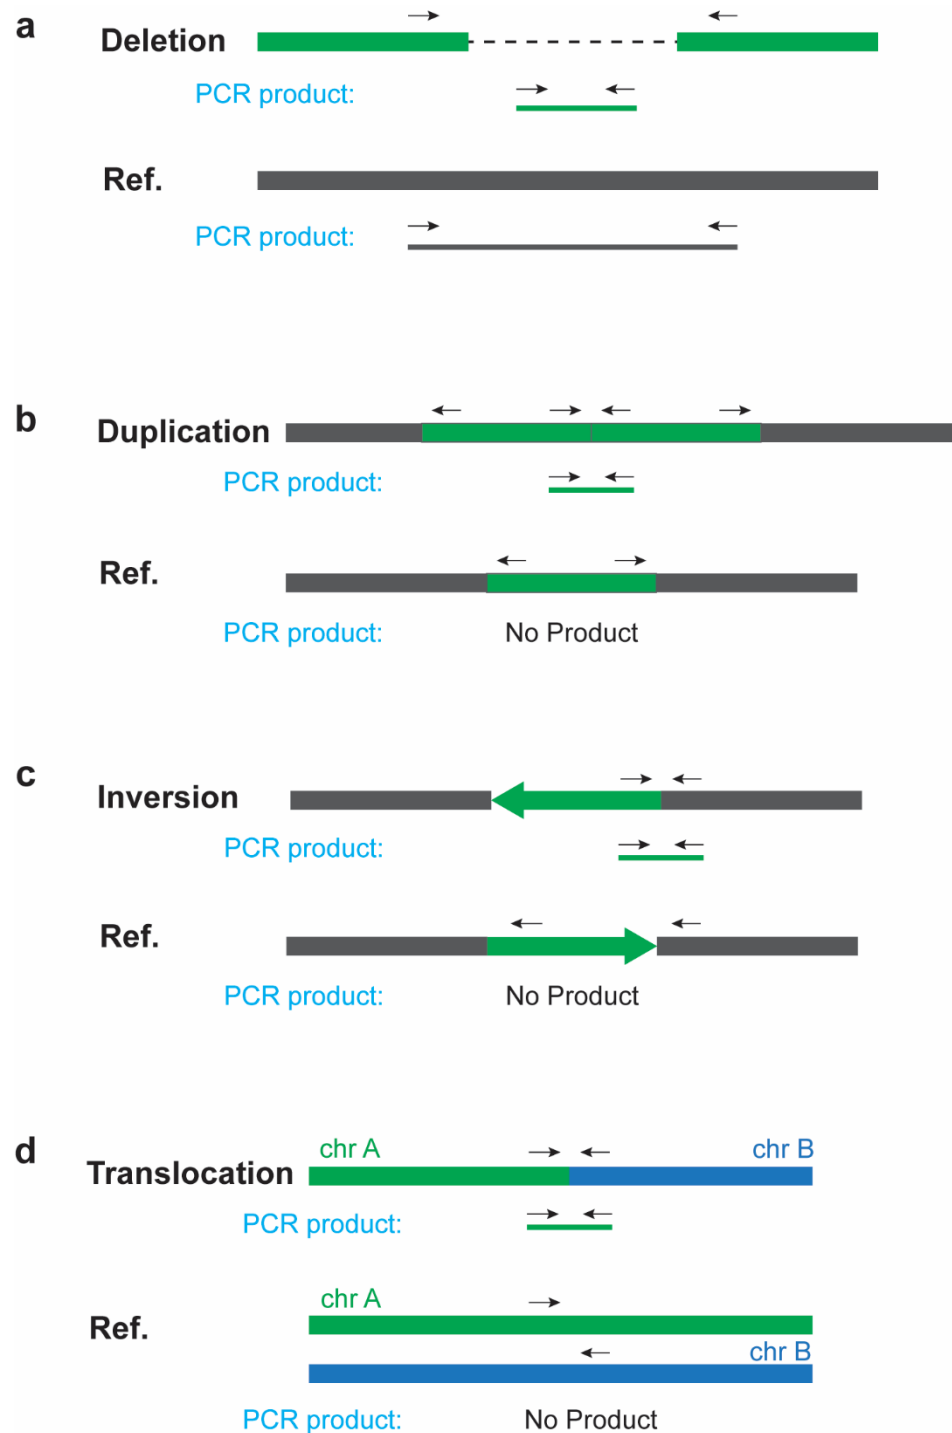 a
Deletion
PCR product:
Ref.
PCR product:
b
Duplication
PCR product:
Ref.
PCR product: No Product
c
Inversion
PCR product:
Ref.
PCR product: No Product
d
chr A chr B
Translocation
PCR product:
chr A
Ref.
chr B
PCR product: No Product